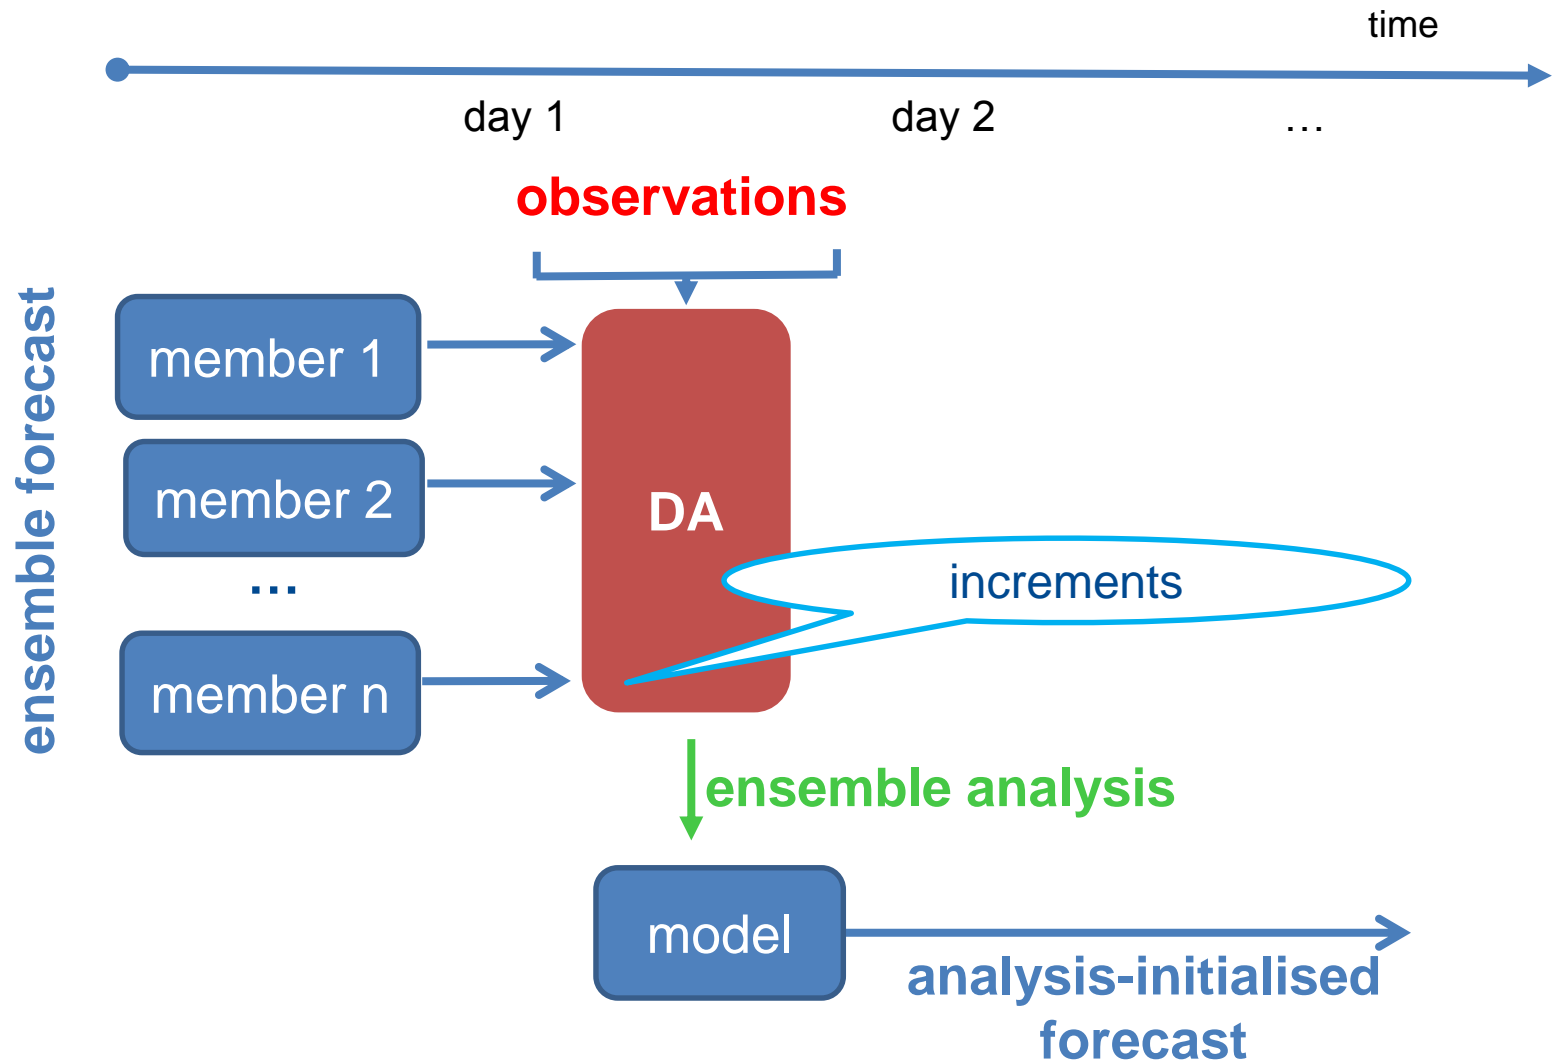 time
day 1
day 2
…
observations
ensemble forecast
member 1
member 2
DA
…
increments
member n
ensemble analysis
model
analysis-initialised
forecast